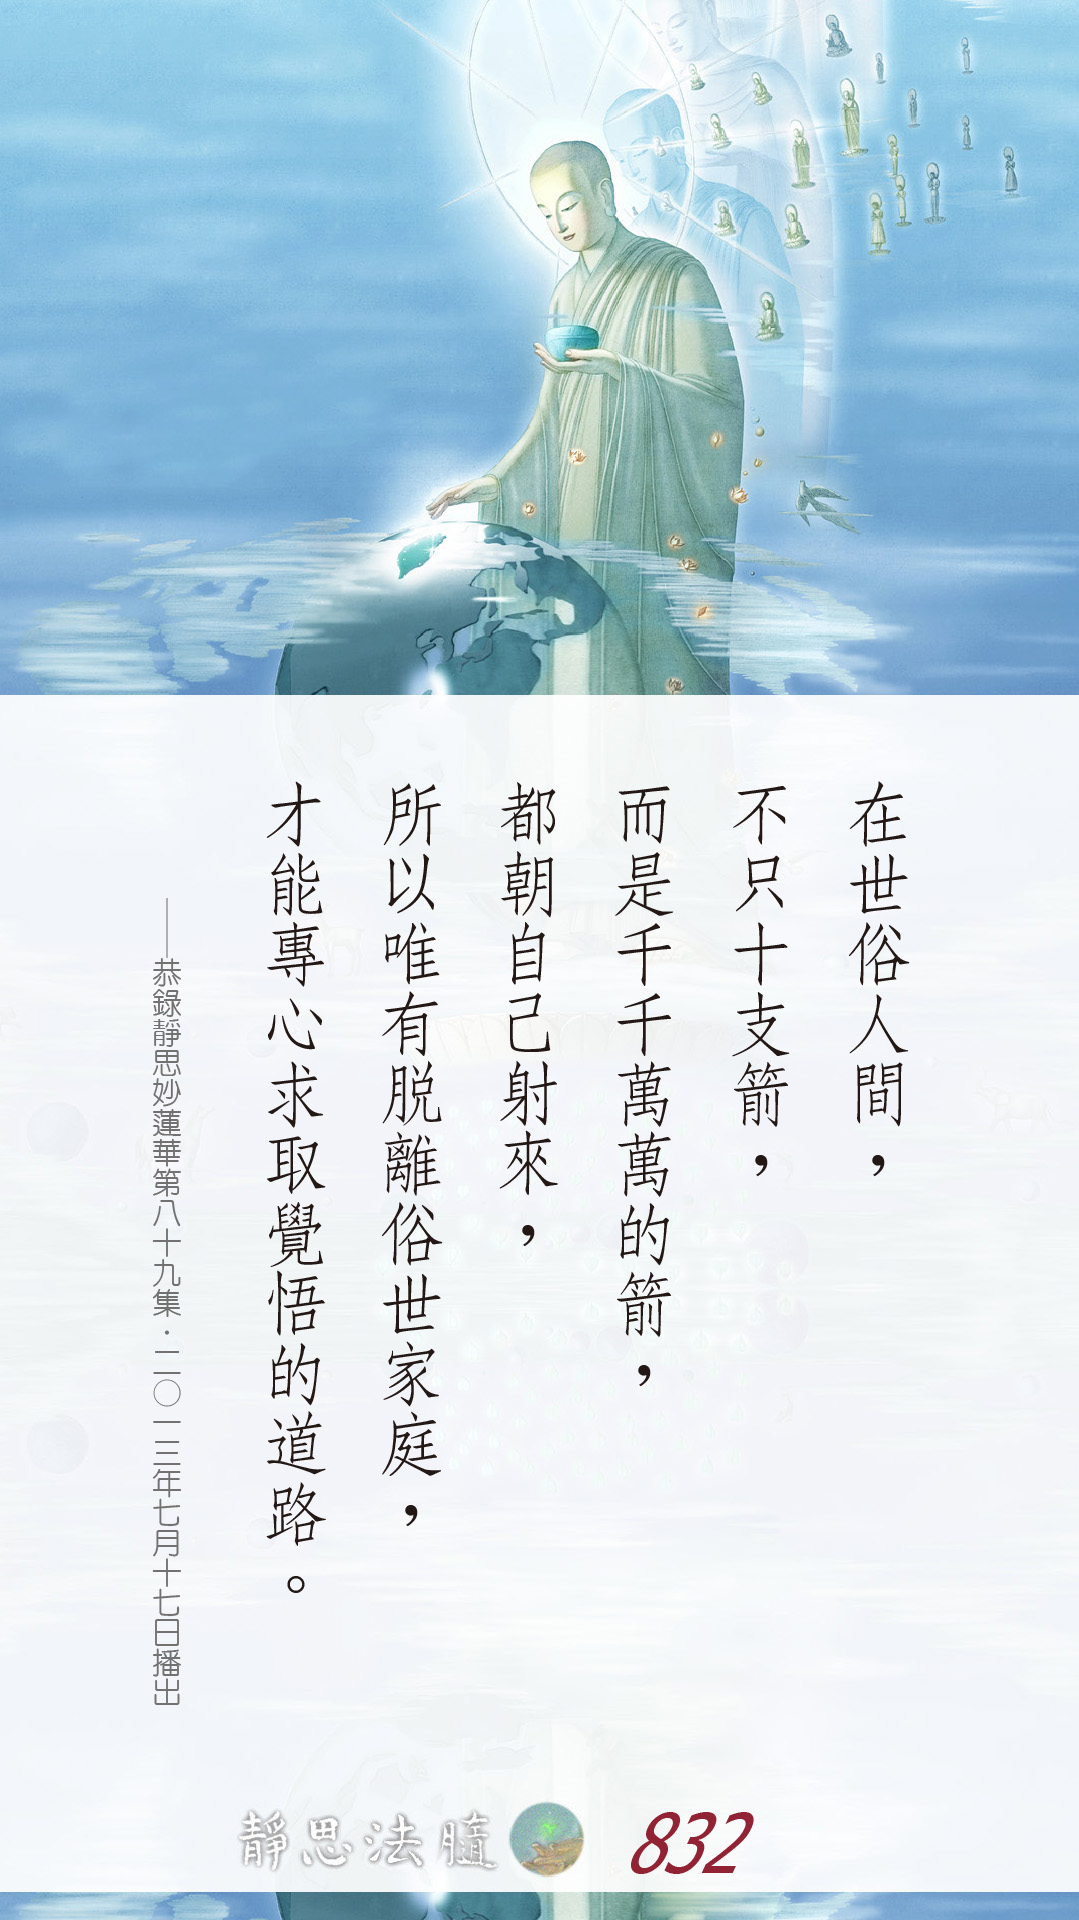 在世俗人間，
不只十支箭，
而是千千萬萬的箭，
都朝自己射來，
所以唯有脫離俗世家庭，
才能專心求取覺悟的道路。
——恭錄靜思妙蓮華第八十九集．二〇一三年七月十七日播出
靜思法髓
832